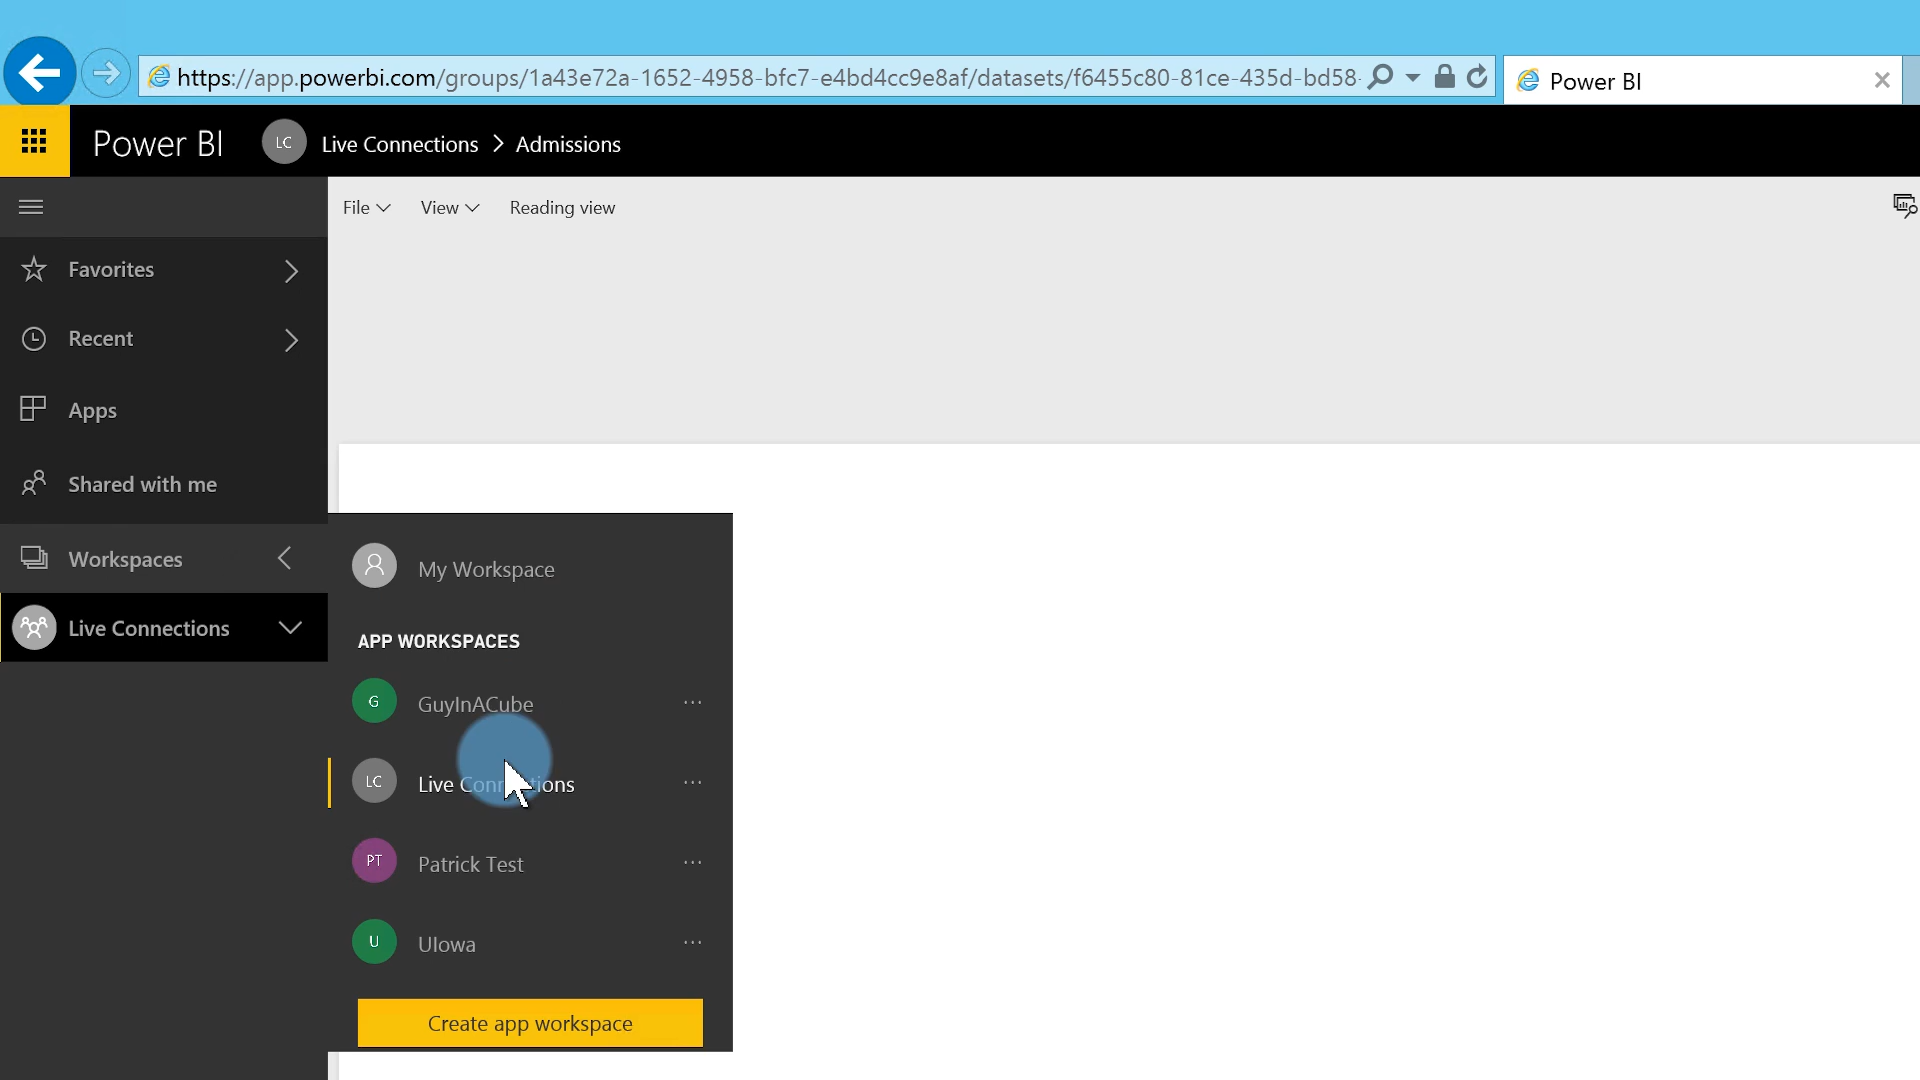 https://app.powerbi.com/groups/1a43e72a-1652-4958-bfc7-e4bd4cc9e8af/datasets/f6455c80-81ce-435d-bd58-
Power BI
Power BI
LC
Live Connections > Admissions
File
View
Reading view
Favorites
Recent
Apps
Shared with me
Workspaces
Live Connections
My Workspace
APP WORKSPACES
G
GuyInACube
LC
Live Connections
PT
Patrick Test
U
UIowa
Create app workspace